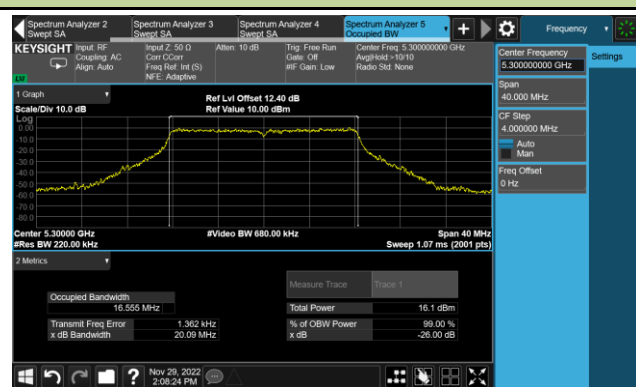 Spectrum Analyzer 2
Swept SA
Spectrum Analyzer 3
Swept SA
Spectrum Analyzer 4
Swept SA
Spectrum Analyzer 5
Occupied BW
+
Frequency
KEYSIGHT
Input: RF
Coupling: AC
Align: Auto
Input Z: 50 Ω
Corr CCorr
Freq Ref: Int (S)
NFE: Adaptive
Atten: 10 dB
Trig: Free Run
Gate: Off
#IF Gain: Low
Center Freq: 5.300000000 GHz
Avg|Hold:>10/10
Radio Std: None
LXI
Center Frequency
5.300000000 GHz
Settings
Span
40.000 MHz
CF Step
4.000000 MHz
Auto
Man
Freq Offset
0 Hz
1 Graph
Scale/Div 10.0 dB
Ref Lvl Offset 12.40 dB
Ref Value 10.00 dBm
Log
0.00
-10.0
-20.0
-30.0
-40.0
-50.0
-60.0
-70.0
-80.0
Center 5.30000 GHz
#Res BW 220.00 kHz
#Video BW 680.00 kHz
Span 40 MHz
Sweep 1.07 ms (2001 pts)
2 Metrics
Measure Trace
Trace 1
Occupied Bandwidth
16.555 MHz
Total Power
16.1 dBm
Transmit Freq Error
1.362 kHz
% of OBW Power
99.00 %
x dB Bandwidth
20.09 MHz
x dB
-26.00 dB
?
Nov 29, 2022
2:08:24 PM